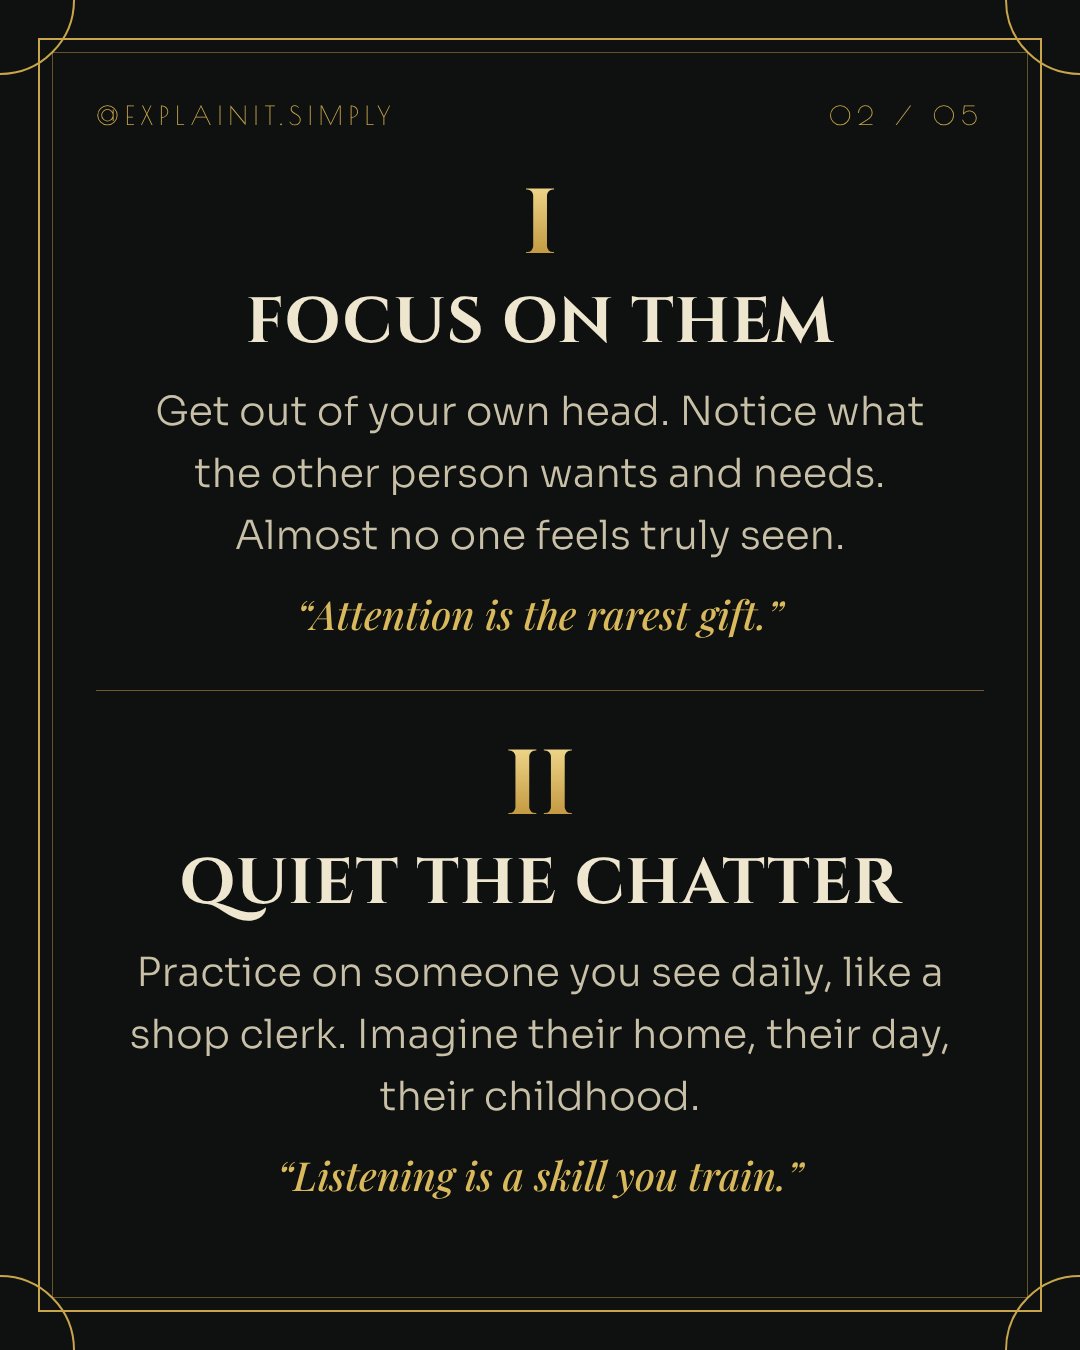 @EXPLAINIT.SIMPLY
02 / 05
I
FOCUS ON THEM
Get out of your own head. Notice what
the other person wants and needs.
Almost no one feels truly seen.
“Attention is the rarest gift.”
II
QUIET THE CHATTER
Practice on someone you see daily, like a
shop clerk. Imagine their home, their day,
their childhood.
“Listening is a skill you train.”